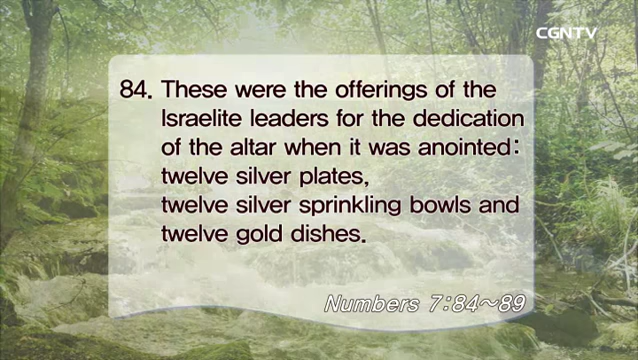 CGNTV
84. These were the offerings of the
Israelite leaders for the dedication
of the altar when it was anointed:
twelve silver plates,
twelve silver sprinkling bowls and
twelve gold dishes.
Numbers 7:84~89